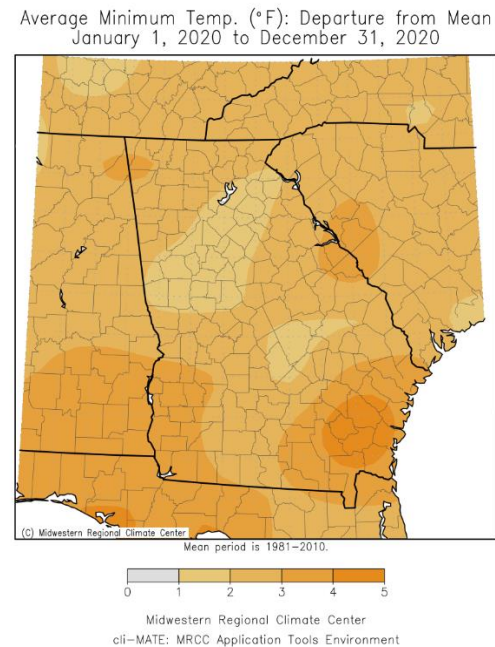 Average Minimum Temp. (°F): Departure from Mean
January 1, 2020 to December 31, 2020
(C) Midwestern Regional Climate Center
Mean period is 1981−2010.
0 1 2 3 4 5
Midwestern Regional Climate Center
cli−MATE: MRCC Application Tools Environment